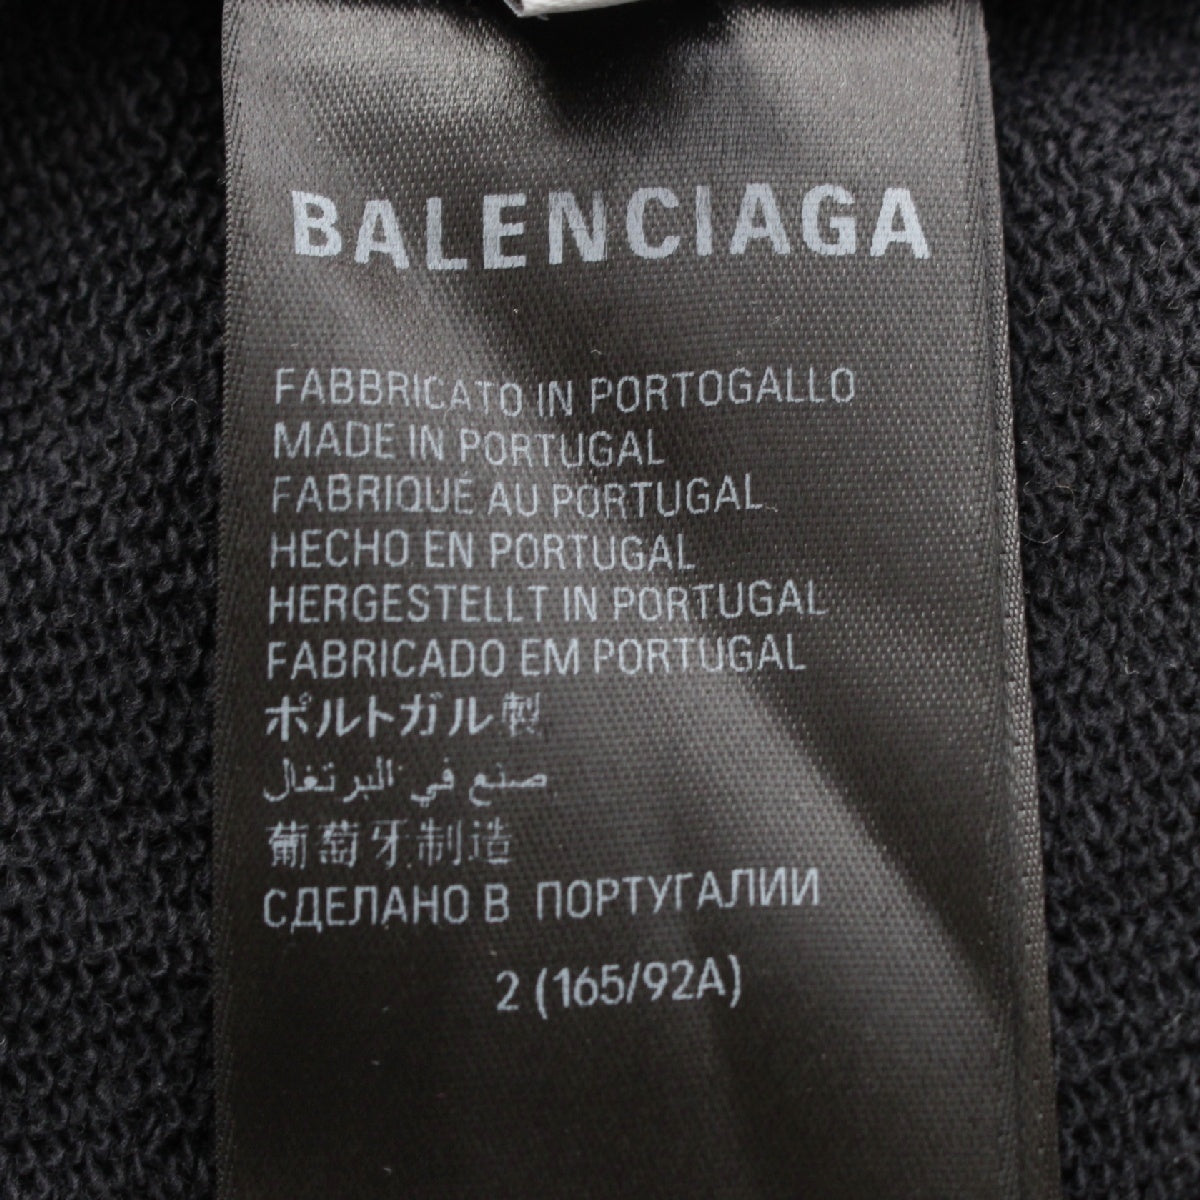 BALENCIAGA
FABBRICATO IN PORTOGALLO
MADE IN PORTUGAL
FABRIQUÉ AU PORTUGAL
HECHO EN PORTUGAL
HERGESTELLT IN PORTUGAL
FABRICADO EM PORTUGAL
ポルトガル製
صنع في البرتغال
葡萄牙制造
СДЕЛАНО В ПОРТУГАЛИИ
2 (165/92A)